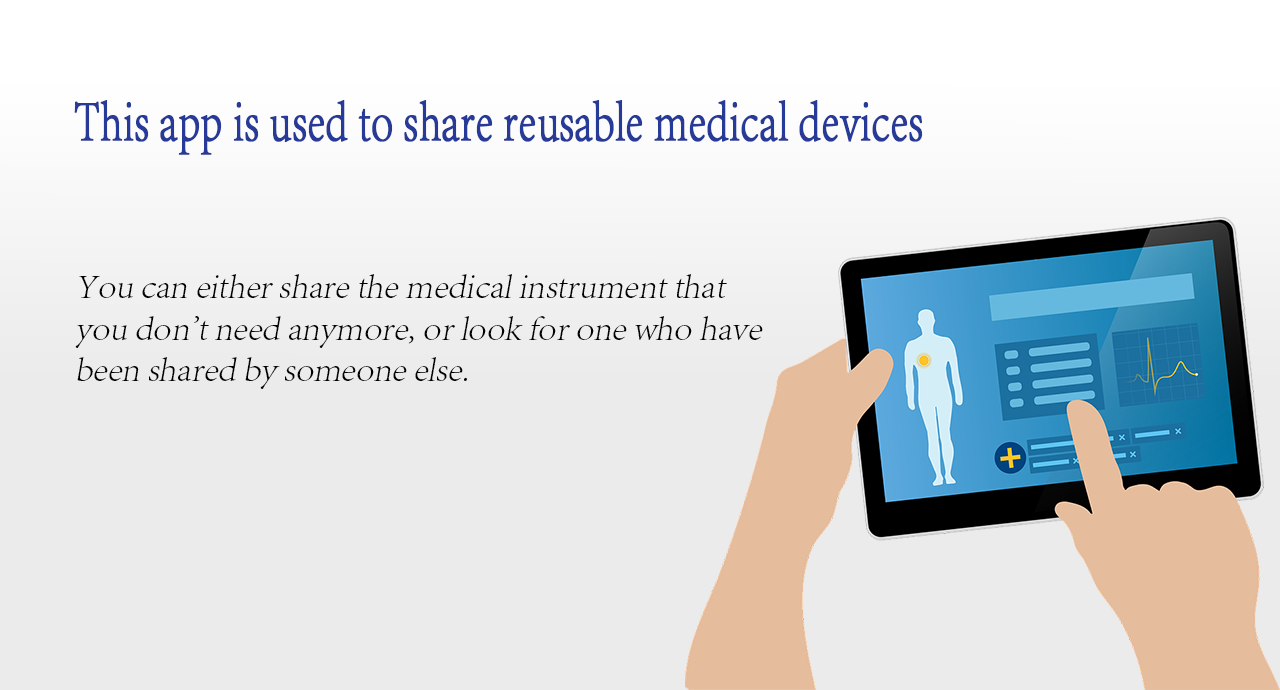 This app is used to share reusable medical devices
You can either share the medical instrument that
you don’t need anymore, or look for one who have
been shared by someone else.